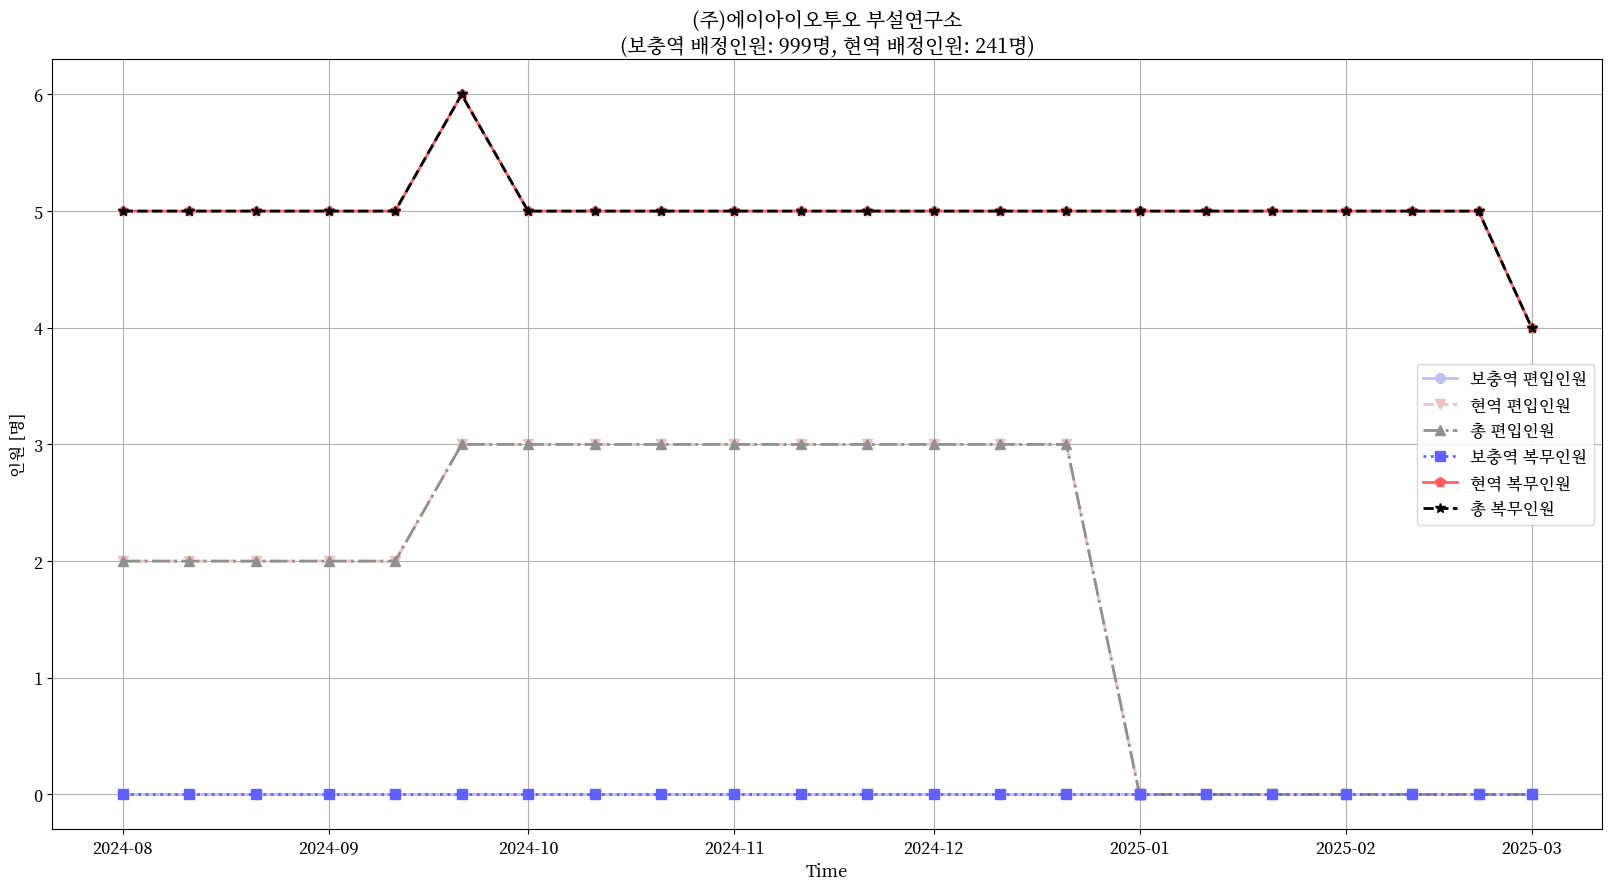 (주)에이아이오투오 부설연구소
(보충역 배정인원: 999명, 현역 배정인원: 241명)
인원 [명]
6
5
4
3
2
1
0
보충역 편입인원
현역 편입인원
총 편입인원
보충역 복무인원
현역 복무인원
총 복무인원
2024-08
2024-09
2024-10
2024-11
2024-12
2025-01
2025-02
2025-03
Time